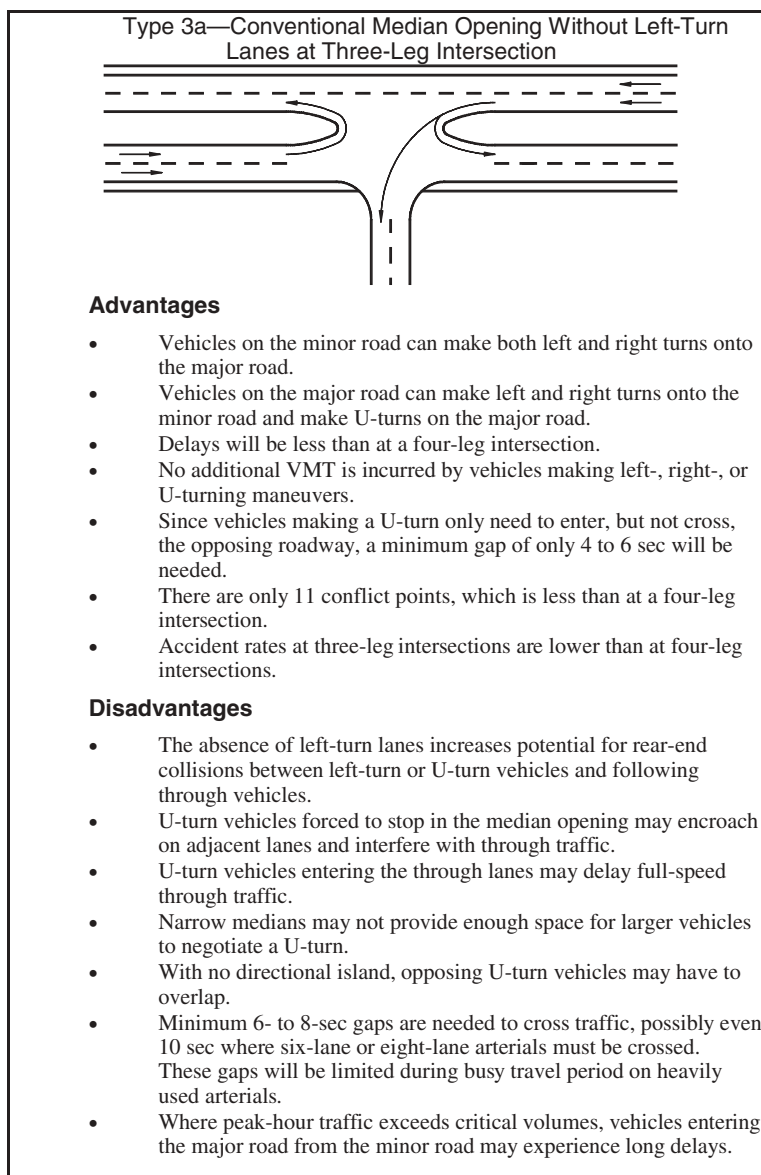 Type 3a—Conventional Median Opening Without Left-Turn
Lanes at Three-Leg Intersection
Advantages
• Vehicles on the minor road can make both left and right turns onto
the major road.
• Vehicles on the major road can make left and right turns onto the
minor road and make U-turns on the major road.
• Delays will be less than at a four-leg intersection.
• No additional VMT is incurred by vehicles making left-, right-, or
U-turning maneuvers.
• Since vehicles making a U-turn only need to enter, but not cross,
the opposing roadway, a minimum gap of only 4 to 6 sec will be
needed.
• There are only 11 conflict points, which is less than at a four-leg
intersection.
• Accident rates at three-leg intersections are lower than at four-leg
intersections.
Disadvantages
• The absence of left-turn lanes increases potential for rear-end
collisions between left-turn or U-turn vehicles and following
through vehicles.
• U-turn vehicles forced to stop in the median opening may encroach
on adjacent lanes and interfere with through traffic.
• U-turn vehicles entering the through lanes may delay full-speed
through traffic.
• Narrow medians may not provide enough space for larger vehicles
to negotiate a U-turn.
• With no directional island, opposing U-turn vehicles may have to
overlap.
• Minimum 6- to 8-sec gaps are needed to cross traffic, possibly even
10 sec where six-lane or eight-lane arterials must be crossed.
These gaps will be limited during busy travel period on heavily
used arterials.
• Where peak-hour traffic exceeds critical volumes, vehicles entering
the major road from the minor road may experience long delays.